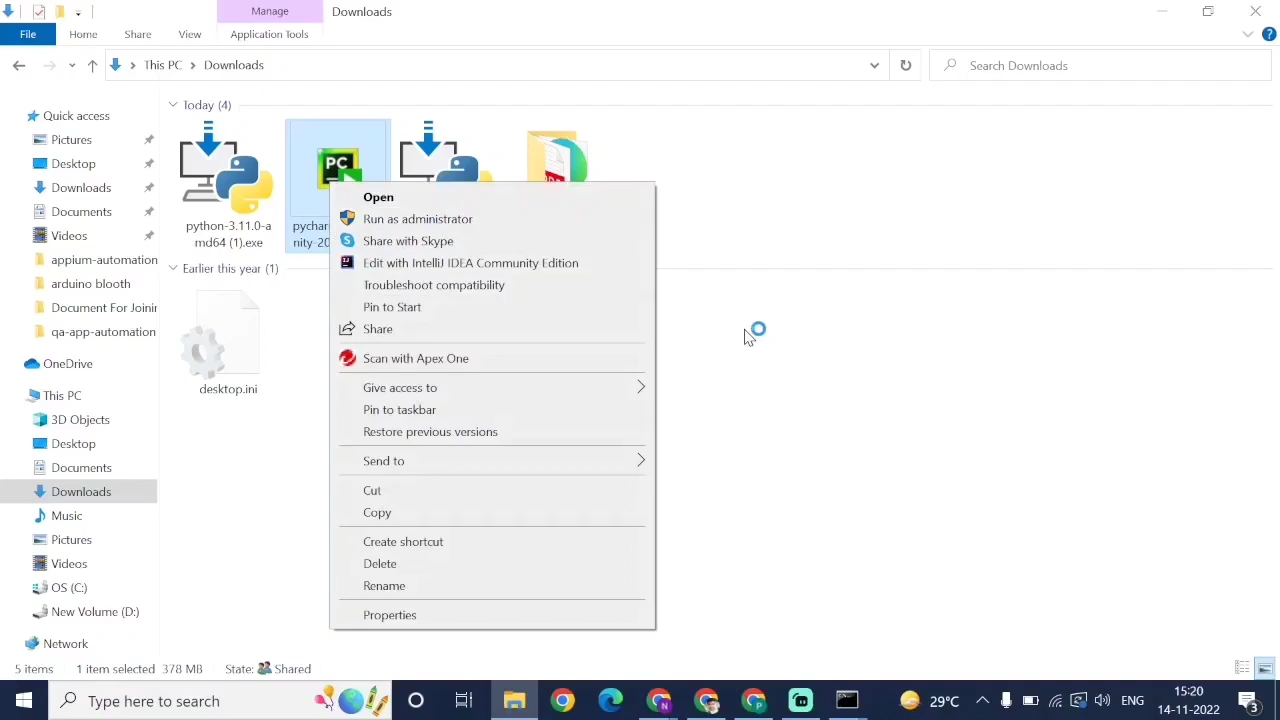 Manage
Downloads
File
Home
Share
View
Application Tools
This PC
Downloads
Search Downloads
Quick access
Pictures
Desktop
Downloads
Documents
Videos
appium-automation
arduino blooth
Document For Joinir
qa-app-automation
OneDrive
This PC
3D Objects
Desktop
Documents
Downloads
Music
Pictures
Videos
OS (C:)
New Volume (D:)
Network
Today (4)
PC
python-3.11.0-a
md64 (1).exe
pychar
nity-20
Earlier this year (1)
desktop.ini
Open
Run as administrator
Share with Skype
Edit with IntelliJ IDEA Community Edition
Troubleshoot compatibility
Pin to Start
Share
Scan with Apex One
Give access to
Pin to taskbar
Restore previous versions
Send to
Cut
Copy
Create shortcut
Delete
Rename
Properties
5 items
1 item selected 378 MB
State:
Shared
Type here to search
29°C
ENG
15:20
14-11-2022
3